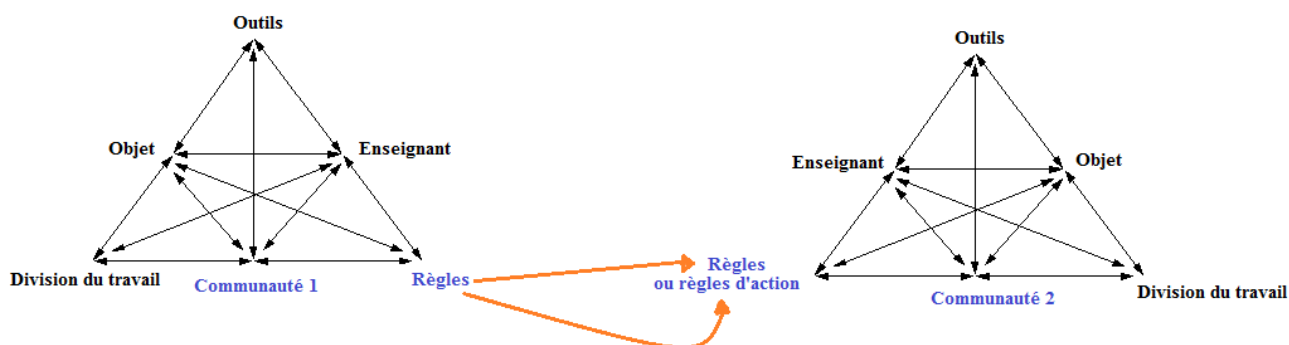 Outils
Objet
Enseignant
Division du travail
Communauté 1
Règles
Outils
Enseignant
Objet
Règles
ou règles d'action
Communauté 2
Division du travail